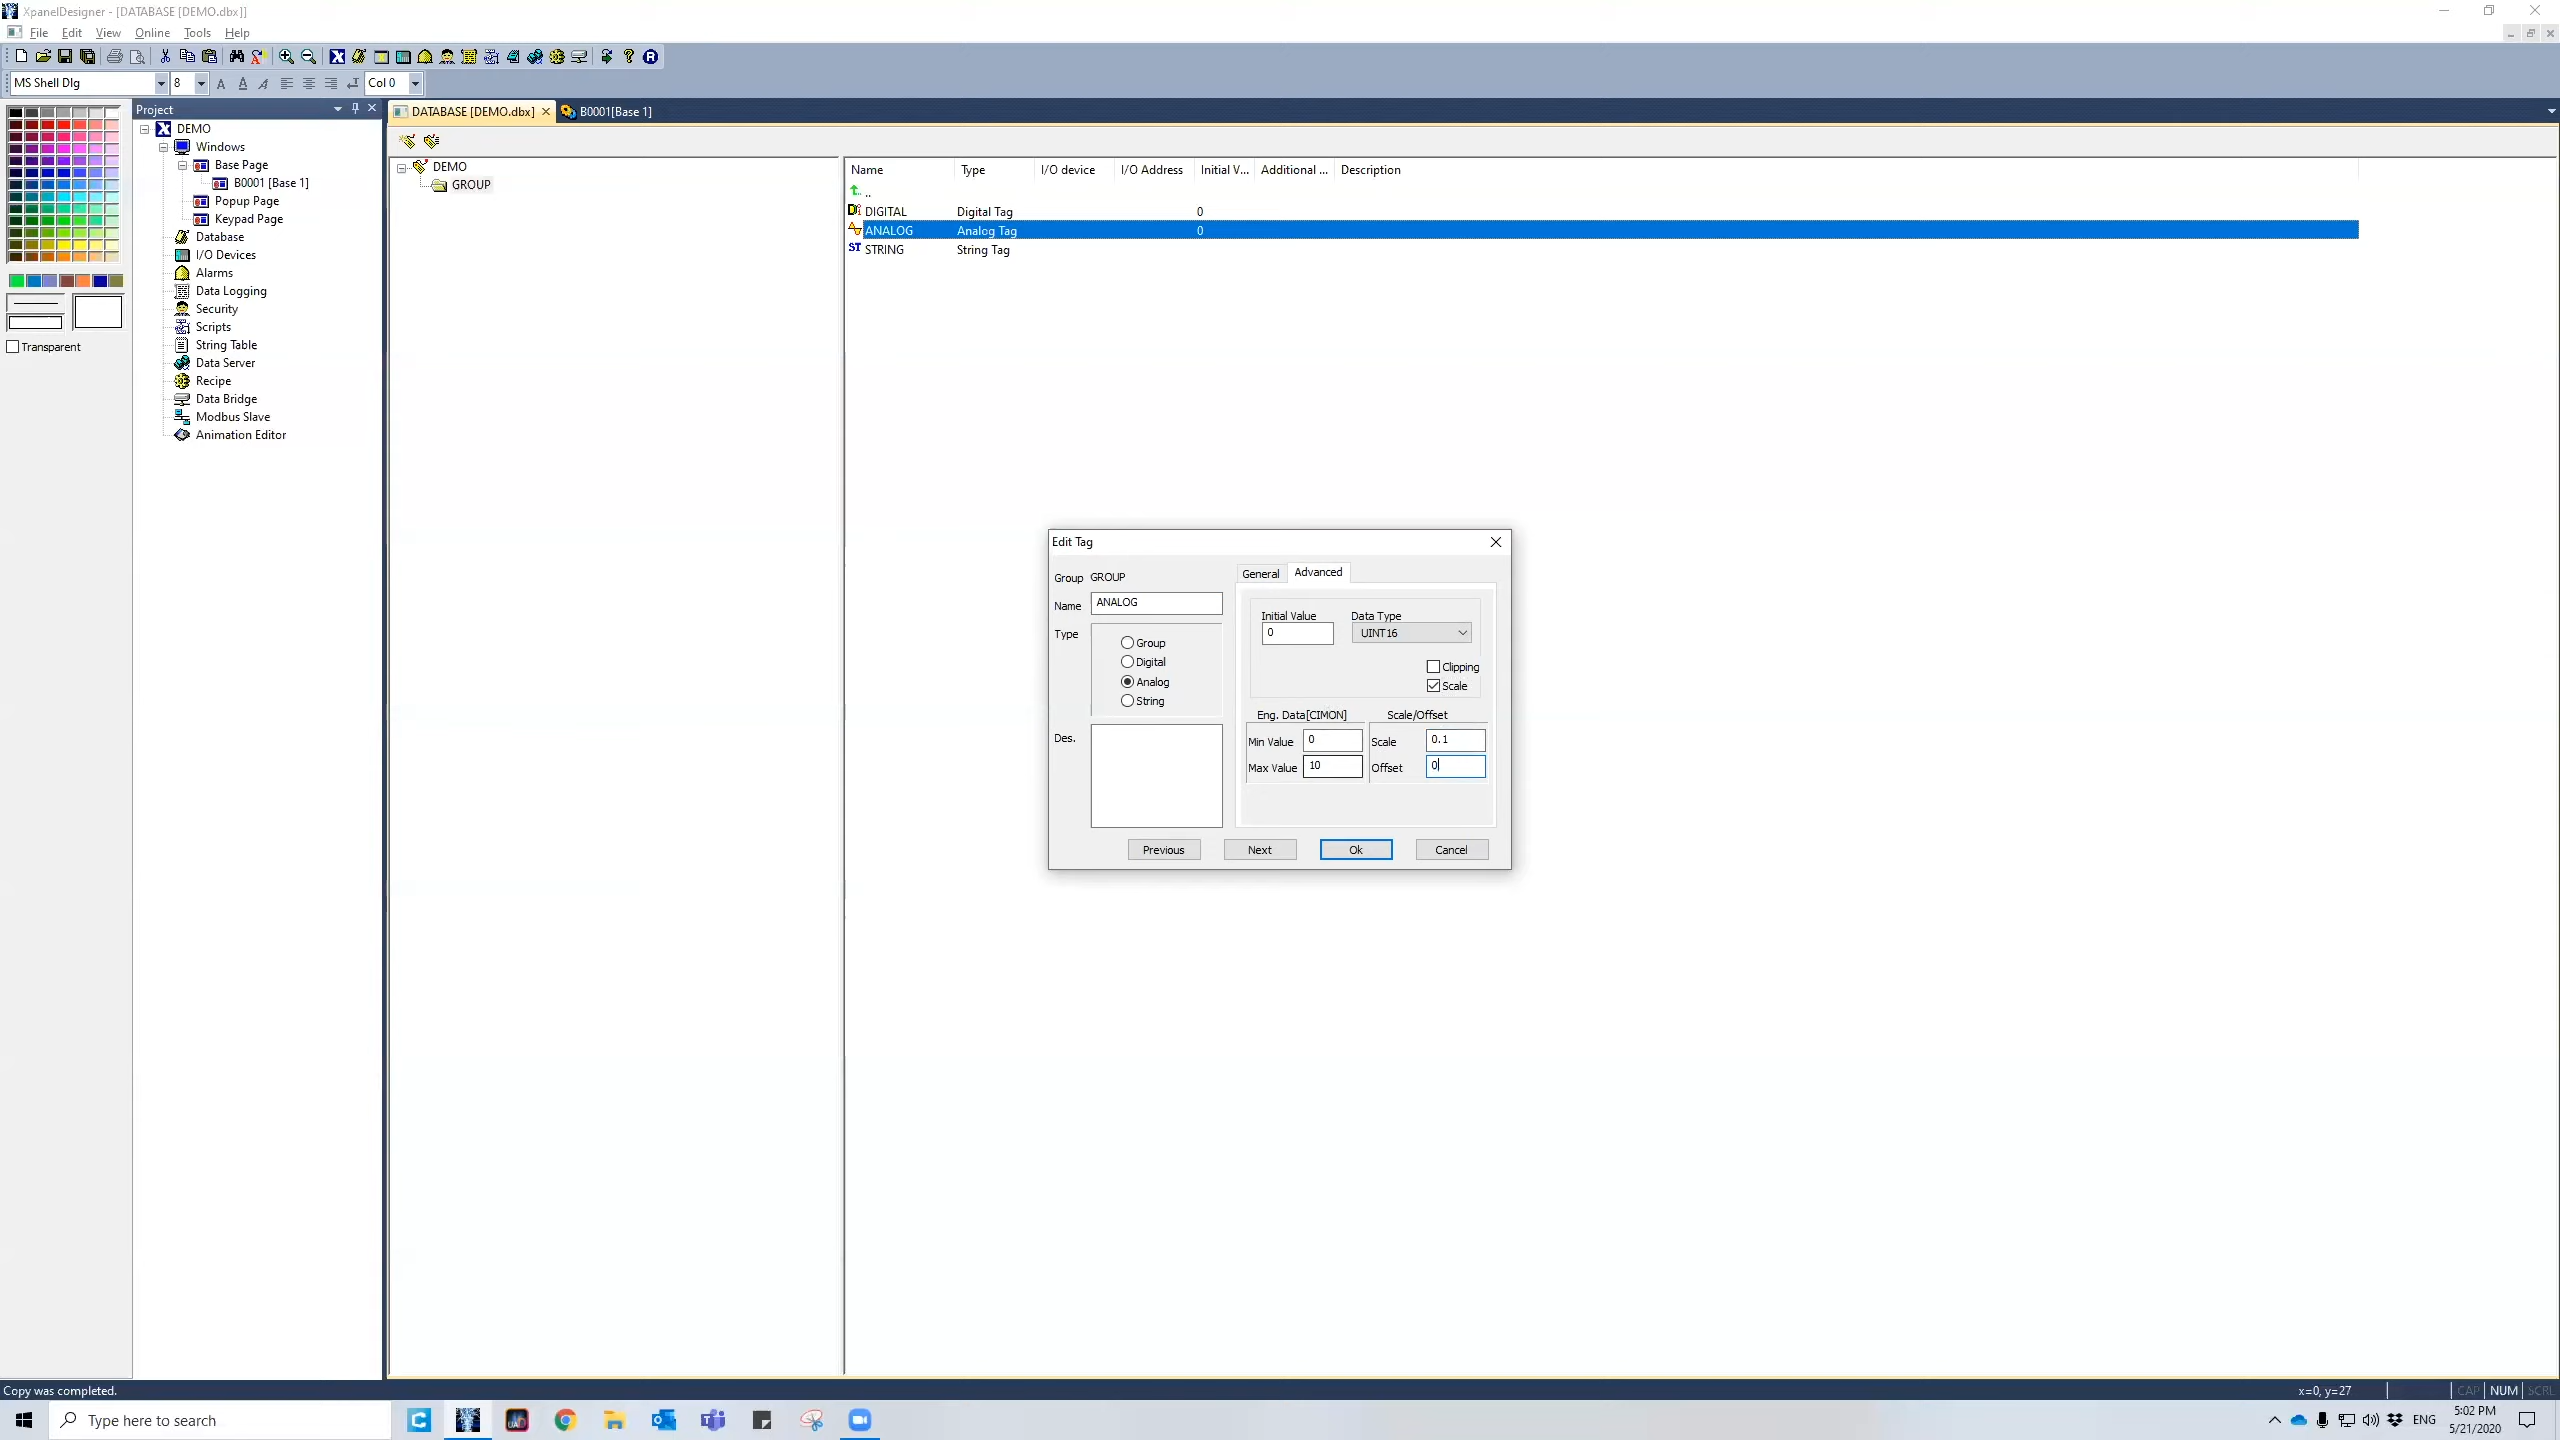 XpanelDesigner - [DATABASE [DEMO.dbx]]
File Edit View Online Tools Help
MS Shell Dlg 8 Col 0
Project
DATABASE [DEMO.dbx] B0001[Base 1]
DEMO
Windows
Base Page
B0001 [Base 1]
Popup Page
Keypad Page
Database
I/O Devices
Alarms
Data Logging
Security
Scripts
String Table
Data Server
Recipe
Data Bridge
Modbus Slave
Animation Editor
Transparent
DEMO
GROUP
Name Type I/O device I/O Address Initial V... Additional ... Description
..
DIGITAL Digital Tag 0
ANALOG Analog Tag 0
ST STRING String Tag
Edit Tag
Group GROUP
Name ANALOG
Type
Group
Digital
Analog
String
Des.
General Advanced
Initial Value Data Type
0 UINT16
Clipping
Scale
Eng. Data[CIMON] Scale/Offset
Min Value 0 Scale 0.1
Max Value 10 Offset 0
Previous Next Ok Cancel
Copy was completed.
x=0, y=27 CAP NUM SCRL
Type here to search
ENG
5:02 PM
5/21/2020